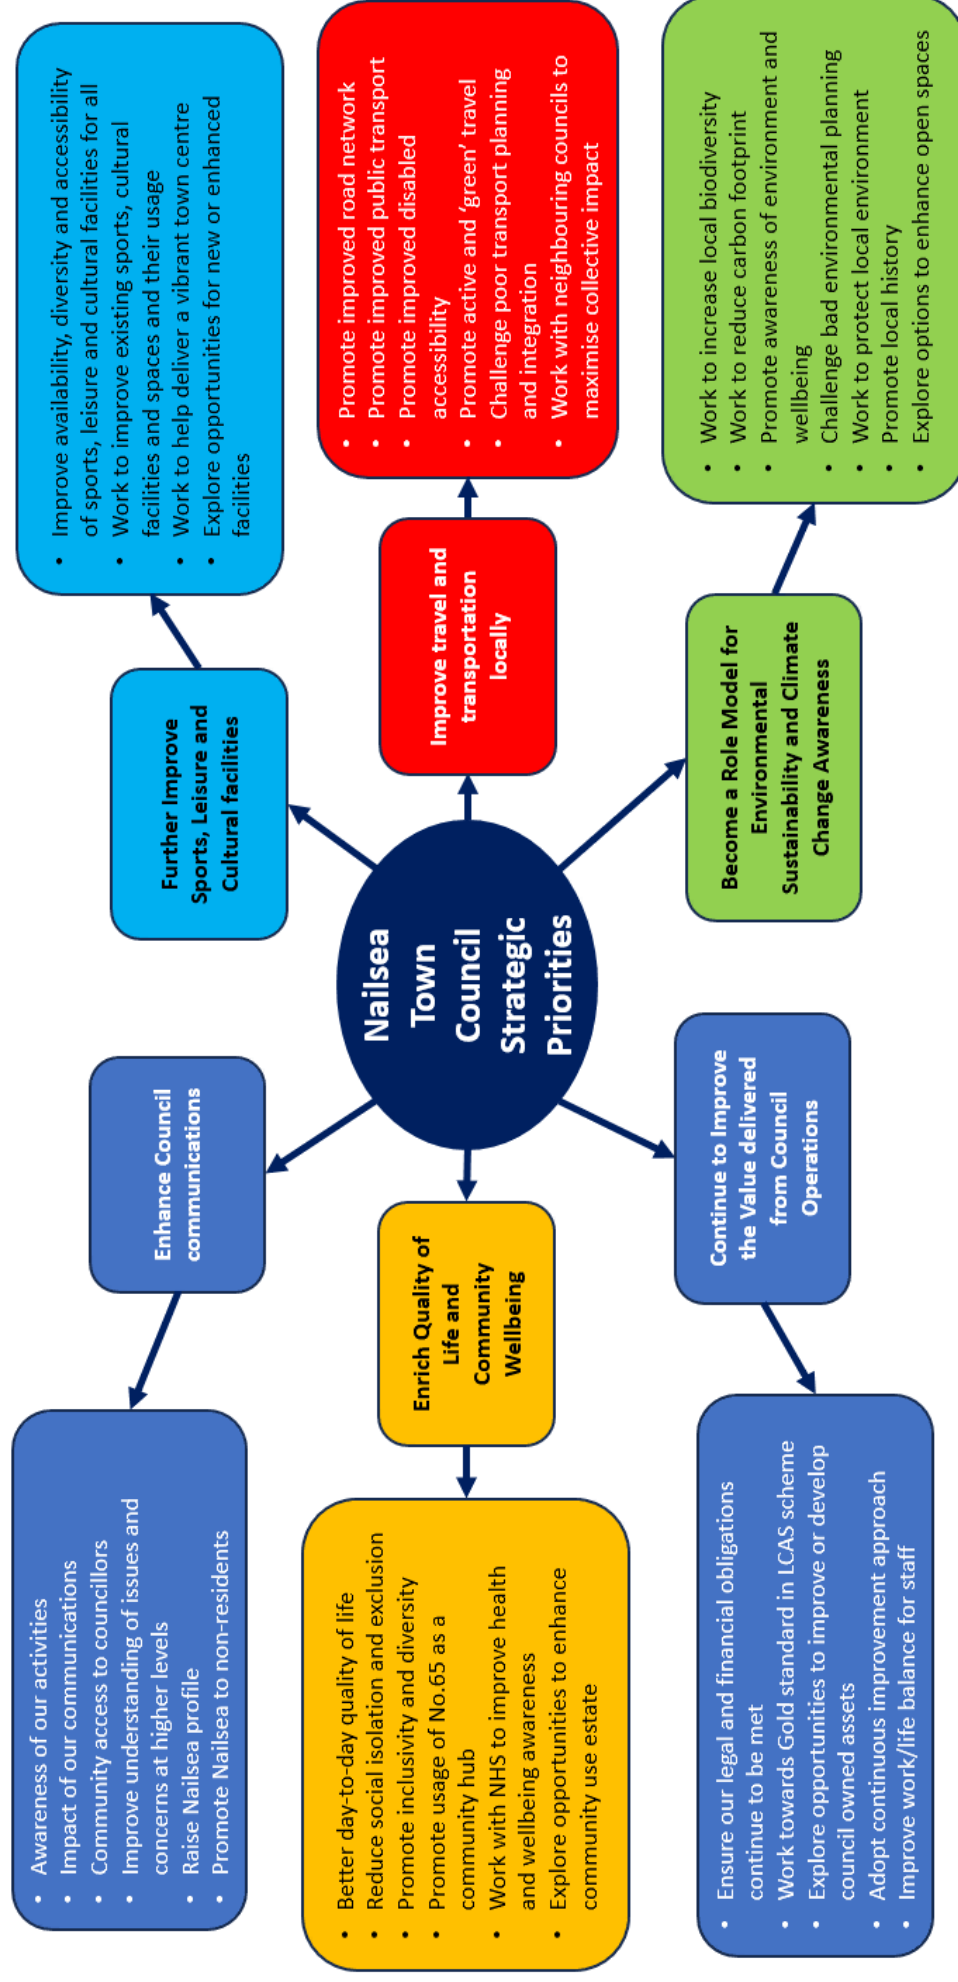 • Awareness of our activities
• Impact of our communications
• Community access to councillors
• Improve understanding of issues and
concerns at higher levels
• Raise Nailsea profile
• Promote Nailsea to non-residents
Enhance Council
communications
Further Improve
Sports, Leisure and
Cultural facilities
• Improve availability, diversity and accessibility
of sports, leisure and cultural facilities for all
• Work to improve existing sports, cultural
facilities and spaces and their usage
• Work to help deliver a vibrant town centre
• Explore opportunities for new or enhanced
facilities
• Better day-to-day quality of life
• Reduce social isolation and exclusion
• Promote inclusivity and diversity
• Promote usage of No.65 as a
community hub
• Work with NHS to improve health
and wellbeing awareness
• Explore opportunities to enhance
community use estate
Enrich Quality of
Life and
Community
Wellbeing
Nailsea
Town
Council
Strategic
Priorities
Improve travel and
transportation
locally
• Promote improved road network
• Promote improved public transport
• Promote improved disabled
accessibility
• Promote active and ‘green’ travel
• Challenge poor transport planning
and integration
• Work with neighbouring councils to
maximise collective impact
• Ensure our legal and financial obligations
continue to be met
• Work towards Gold standard in LCAS scheme
• Explore opportunities to improve or develop
council owned assets
• Adopt continuous improvement approach
• Improve work/life balance for staff
Continue to Improve
the Value delivered
from Council
Operations
Become a Role Model for
Environmental
Sustainability and Climate
Change Awareness
• Work to increase local biodiversity
• Work to reduce carbon footprint
• Promote awareness of environment and
wellbeing
• Challenge bad environmental planning
• Work to protect local environment
• Promote local history
• Explore options to enhance open spaces